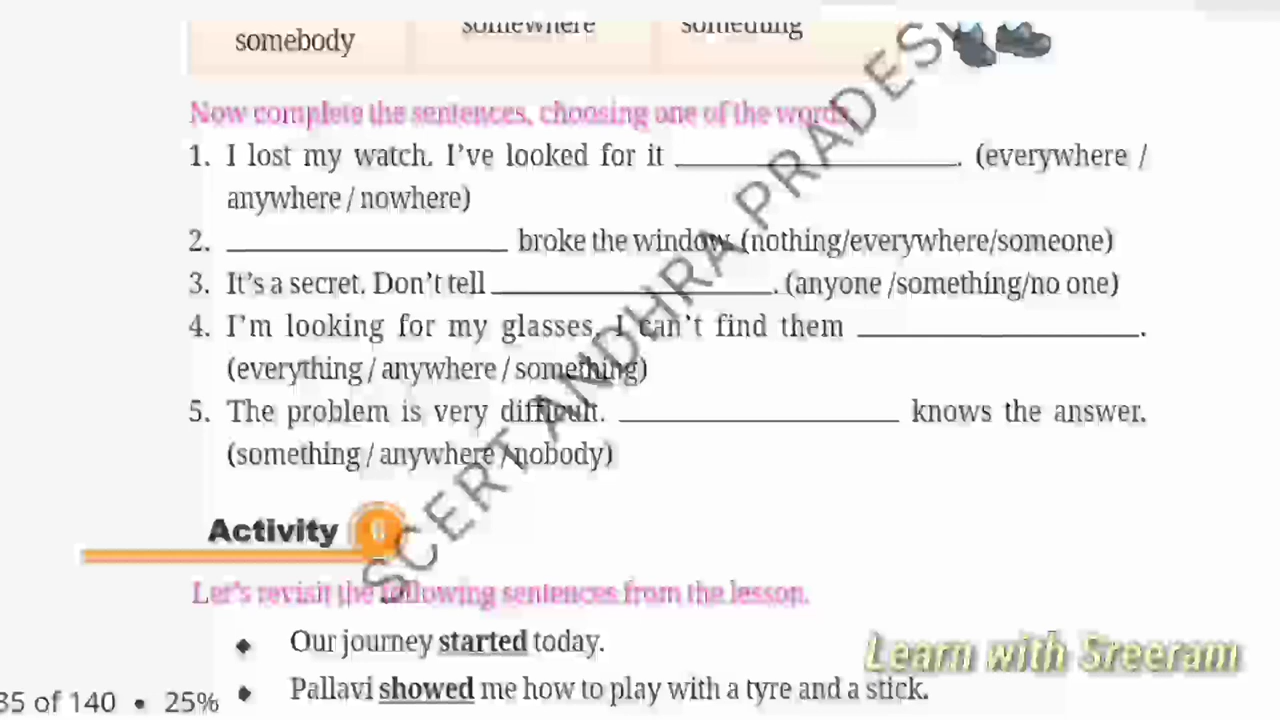 somebody somewhere something
Now complete the sentences, choosing one of the words.
1. I lost my watch. I've looked for it ____________. (everywhere /
anywhere / nowhere)
2. ____________ broke the window. (nothing/everywhere/someone)
3. It's a secret. Don't tell ____________. (anyone /something/no one)
4. I'm looking for my glasses. I can't find them ____________.
(everything / anywhere / something)
5. The problem is very difficult. ____________ knows the answer.
(something / anywhere / nobody)
Activity
Let's revisit the following sentences from the lesson.
◆ Our journey started today.
◆ Pallavi showed me how to play with a tyre and a stick.
35 of 140 • 25%
SCERT ANDHRA PRADESH
Learn with Sreeram